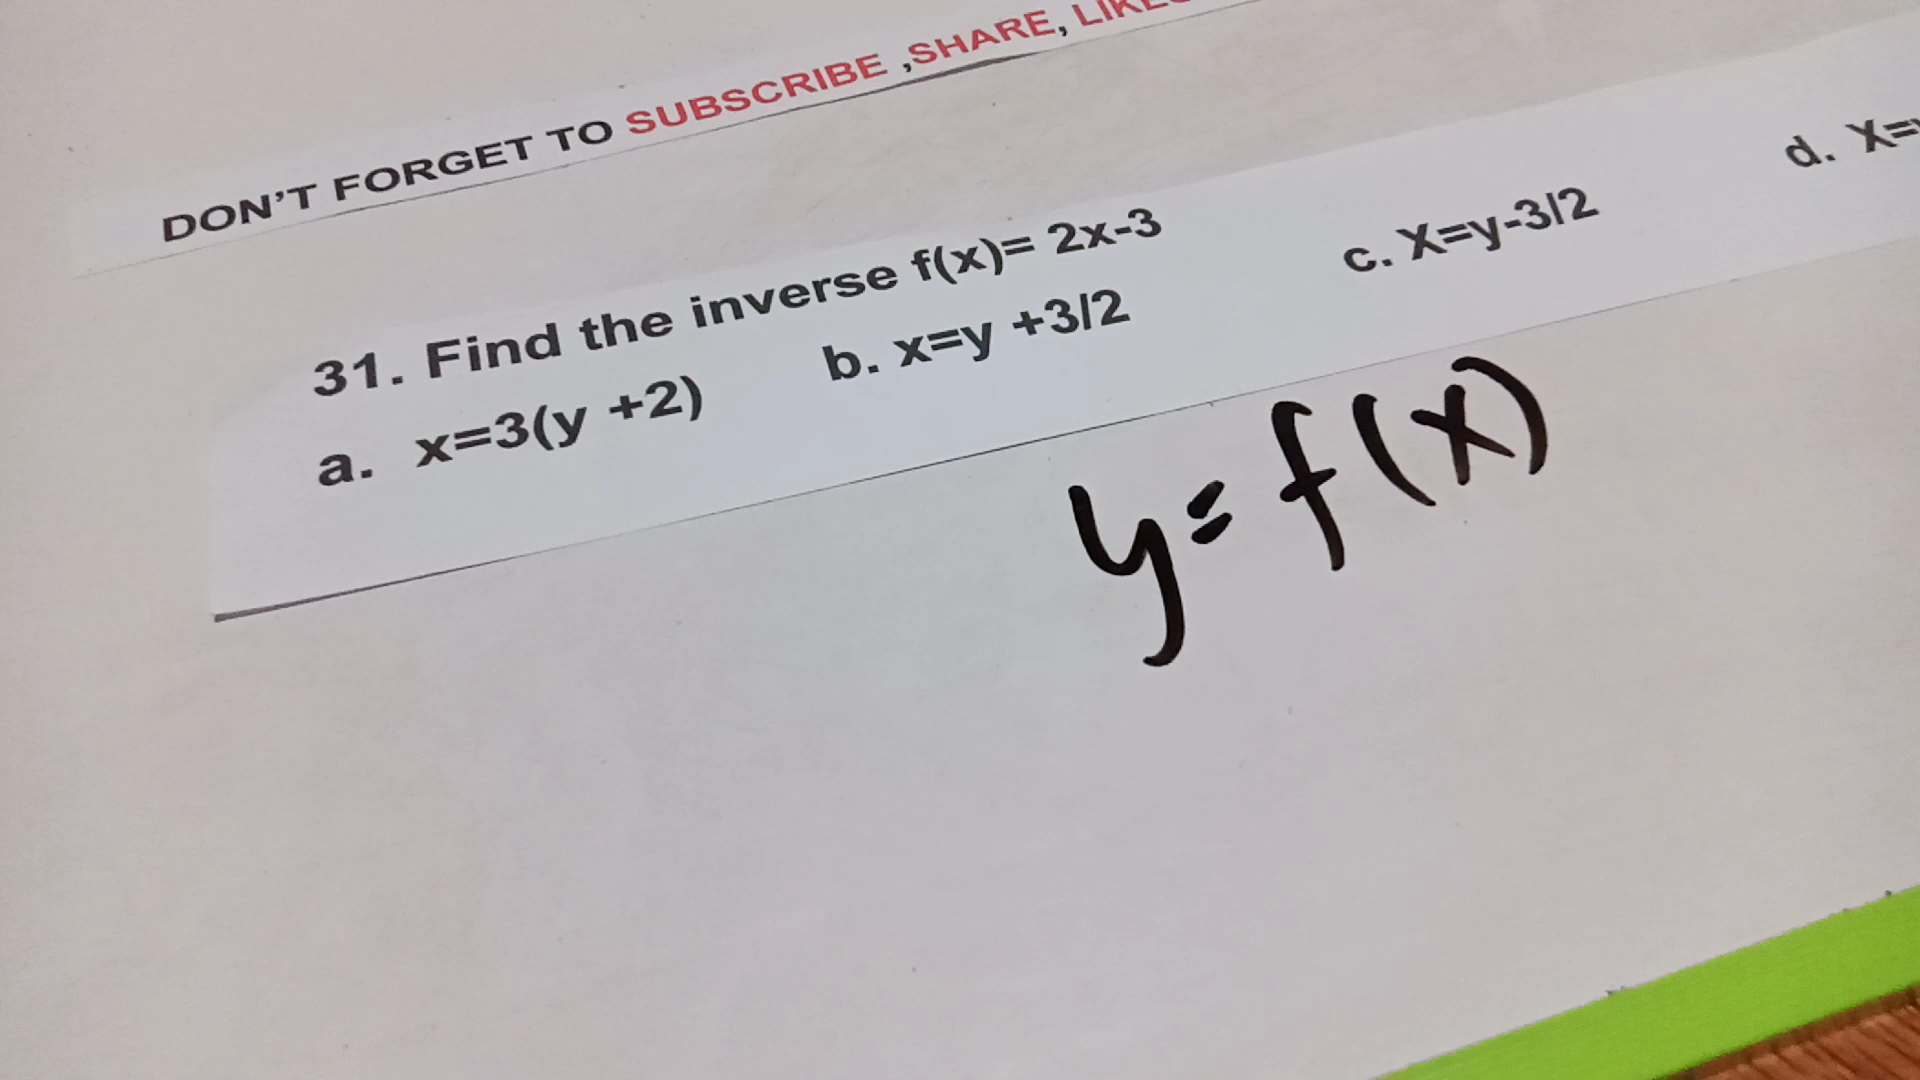 DON'T FORGET TO SUBSCRIBE ,SHARE,
31. Find the inverse f(x)= 2x-3
a. x=3(y +2) b. x=y +3/2 c. X=y-3/2 d. X=
y=f(x)